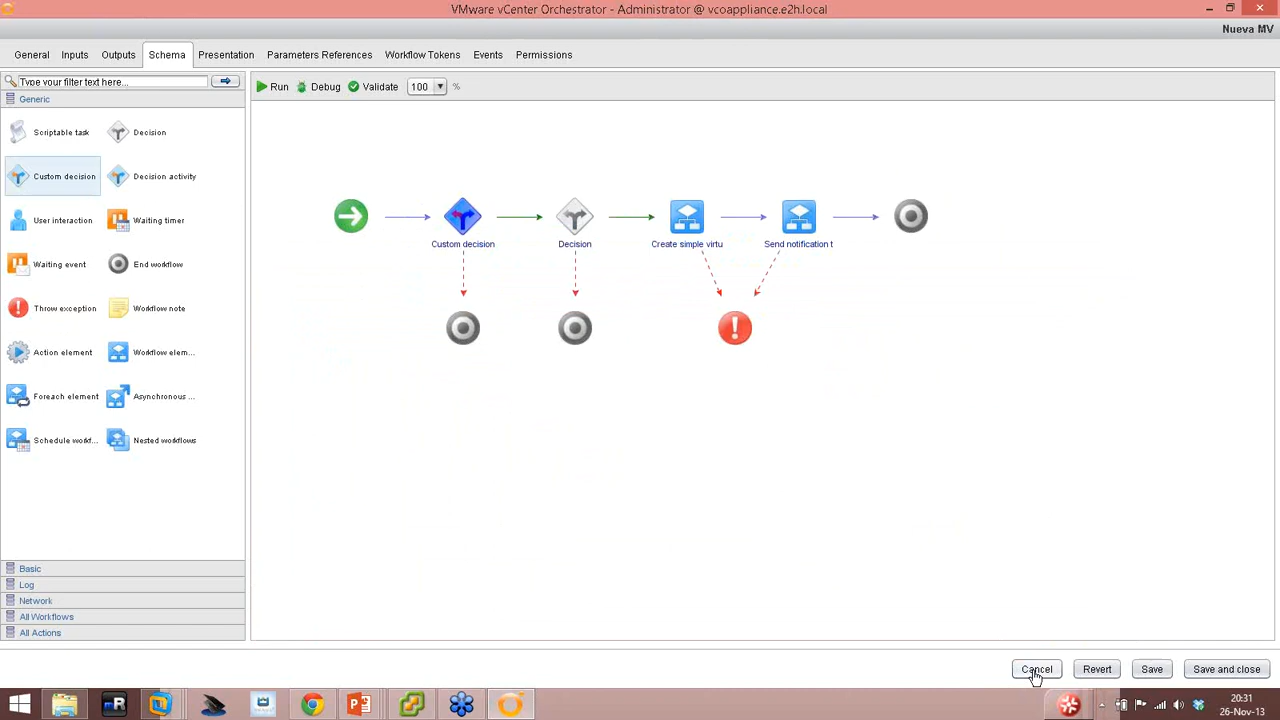 VMware vCenter Orchestrator - Administrator @ vcoappliance.e2h.local
Nueva MV
General Inputs Outputs Schema Presentation Parameters References Workflow Tokens Events Permissions
Type your filter text here...
Run Debug Validate 100 %
Generic
Scriptable task Decision
Custom decision Decision activity
User interaction Waiting timer
Waiting event End workflow
Throw exception Workflow note
Action element Workflow elem...
Foreach element Asynchronous ...
Schedule workf... Nested workflows
Custom decision Decision Create simple virtu Send notification t
Basic
Log
Network
All Workflows
All Actions
Cancel Revert Save Save and close
20:31
26-Nov-13